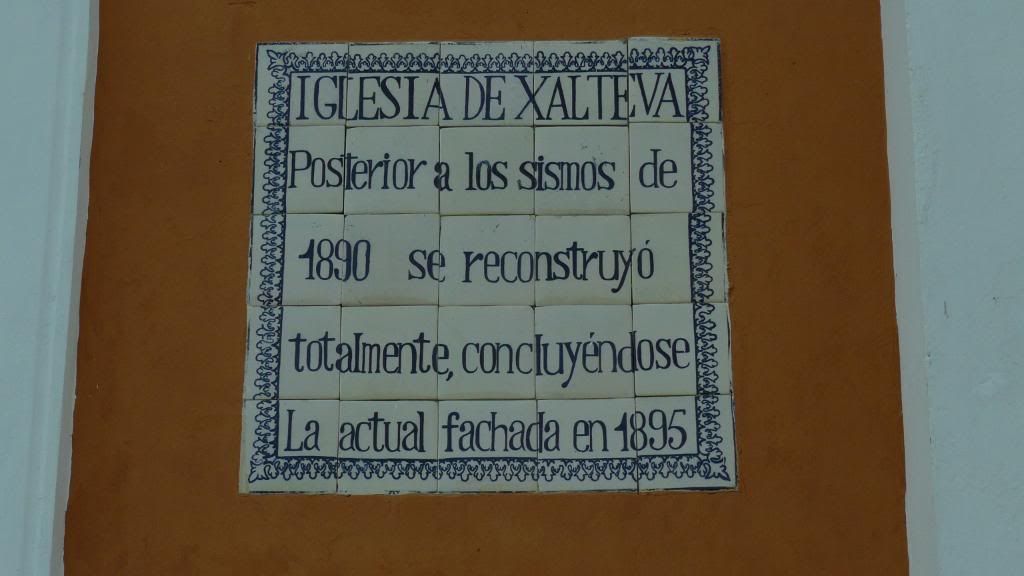 IGLESIA DE XALTEVA
Posterior a los sismos de
1890 se reconstruyó
totalmente, concluyéndose
La actual fachada en 1895